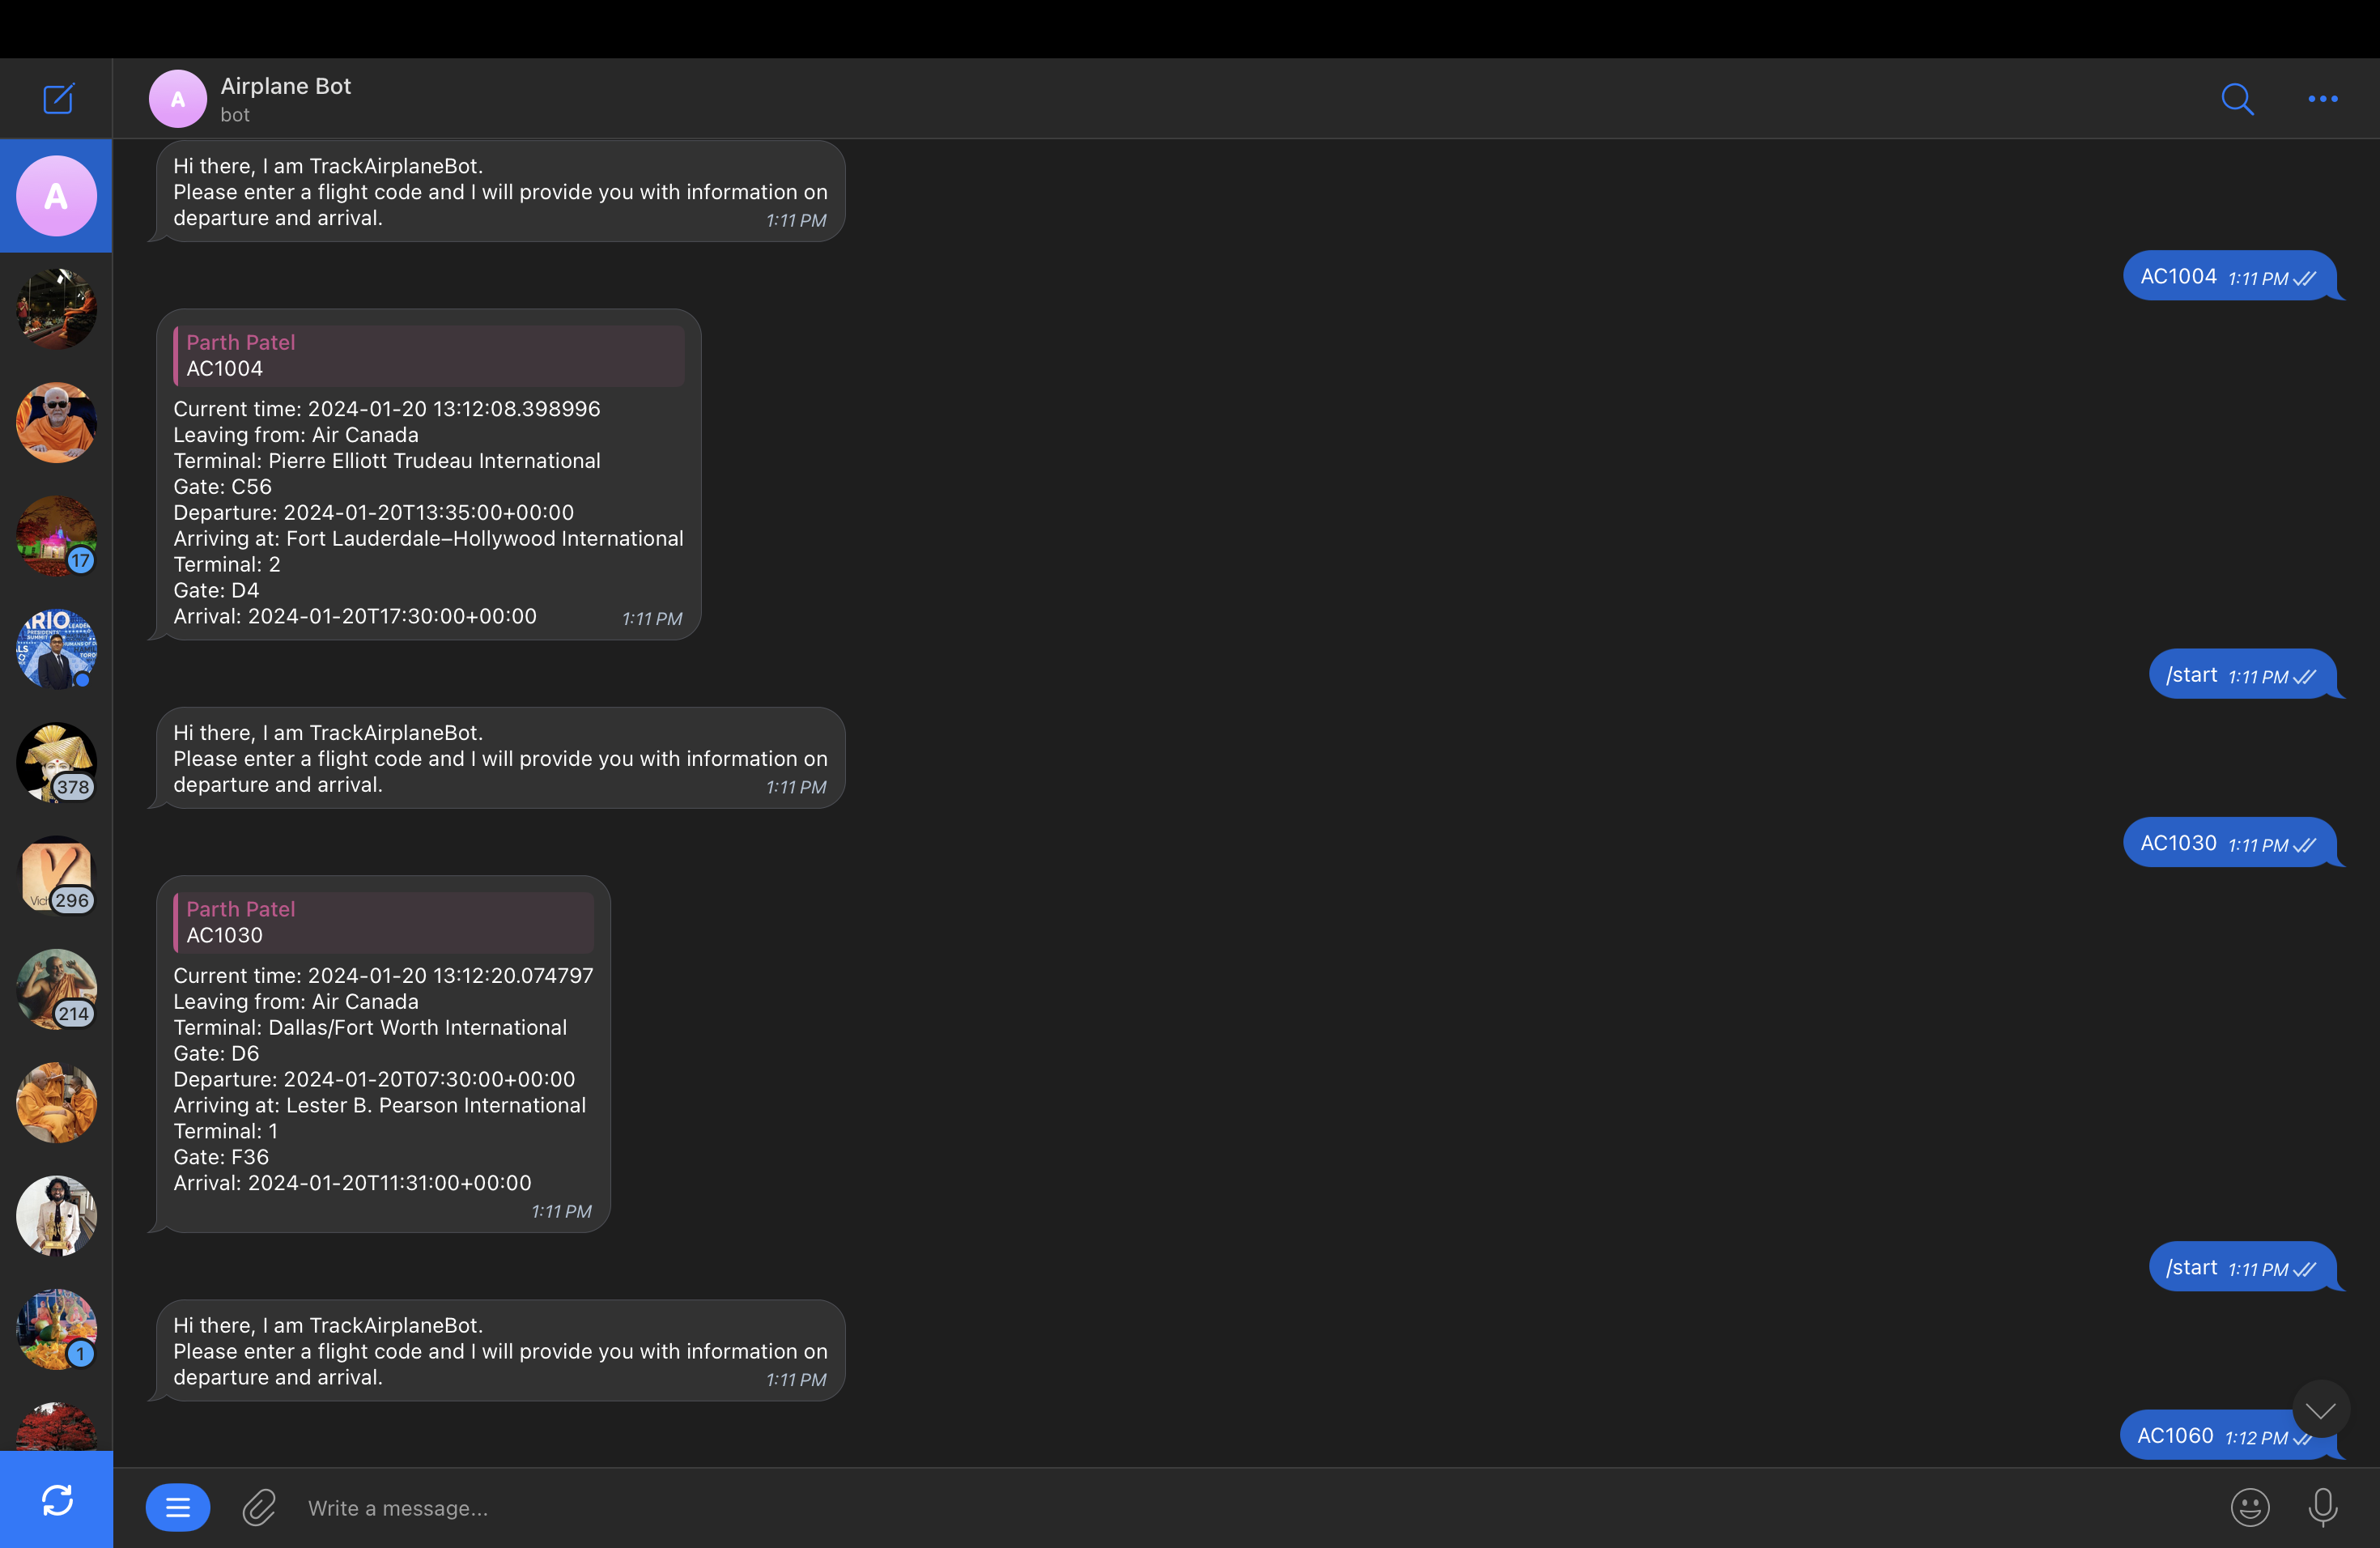 Airplane Bot
bot
A
A
Hi there, I am TrackAirplaneBot.
Please enter a flight code and I will provide you with information on
departure and arrival.
1:11 PM
AC1004 1:11 PM
Parth Patel
AC1004
Current time: 2024-01-20 13:12:08.398996
Leaving from: Air Canada
Terminal: Pierre Elliott Trudeau International
Gate: C56
Departure: 2024-01-20T13:35:00+00:00
Arriving at: Fort Lauderdale–Hollywood International
Terminal: 2
Gate: D4
Arrival: 2024-01-20T17:30:00+00:00
1:11 PM
/start 1:11 PM
Hi there, I am TrackAirplaneBot.
Please enter a flight code and I will provide you with information on
departure and arrival.
1:11 PM
AC1030 1:11 PM
Parth Patel
AC1030
Current time: 2024-01-20 13:12:20.074797
Leaving from: Air Canada
Terminal: Dallas/Fort Worth International
Gate: D6
Departure: 2024-01-20T07:30:00+00:00
Arriving at: Lester B. Pearson International
Terminal: 1
Gate: F36
Arrival: 2024-01-20T11:31:00+00:00
1:11 PM
/start 1:11 PM
Hi there, I am TrackAirplaneBot.
Please enter a flight code and I will provide you with information on
departure and arrival.
1:11 PM
AC1060 1:12 PM
Write a message...
17
378
296
214
1